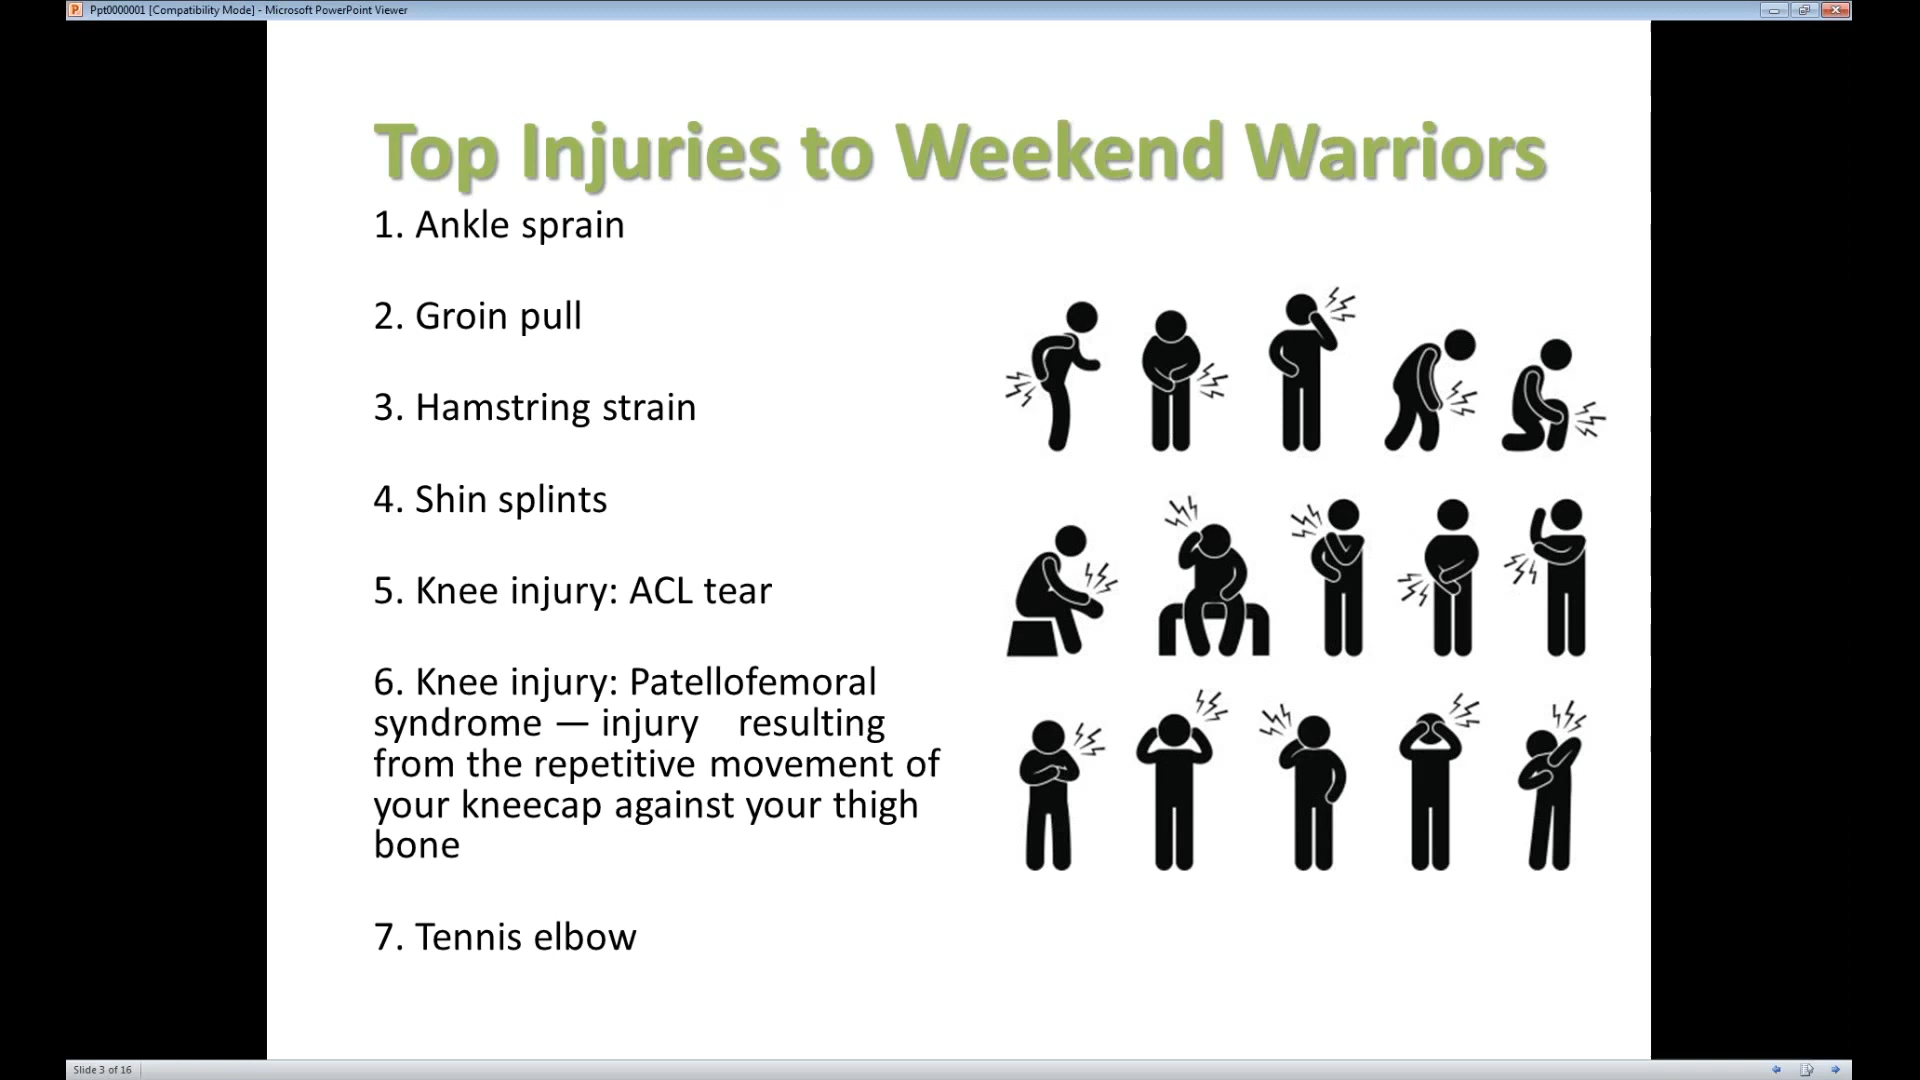 Ppt0000001 [Compatibility Mode] - Microsoft PowerPoint Viewer
Top Injuries to Weekend Warriors
1. Ankle sprain
2. Groin pull
3. Hamstring strain
4. Shin splints
5. Knee injury: ACL tear
6. Knee injury: Patellofemoral
syndrome — injury    resulting
from the repetitive movement of
your kneecap against your thigh
bone
7. Tennis elbow
Slide 3 of 16